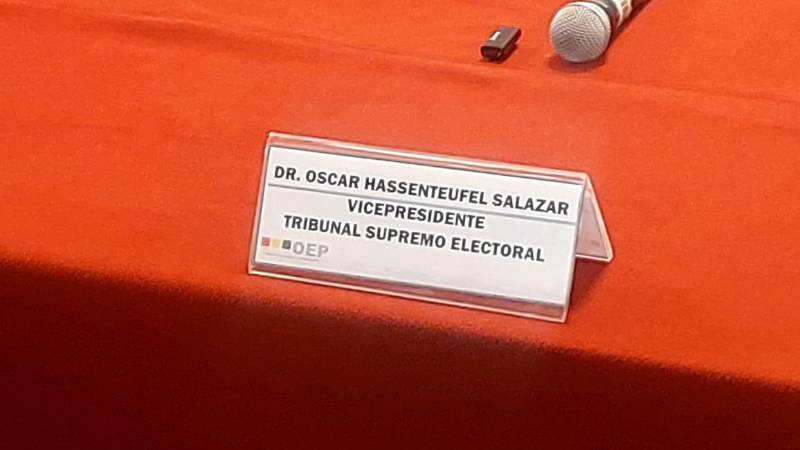 DR. OSCAR HASSENTEUFEL SALAZAR
VICEPRESIDENTE
TRIBUNAL SUPREMO ELECTORAL
OEP